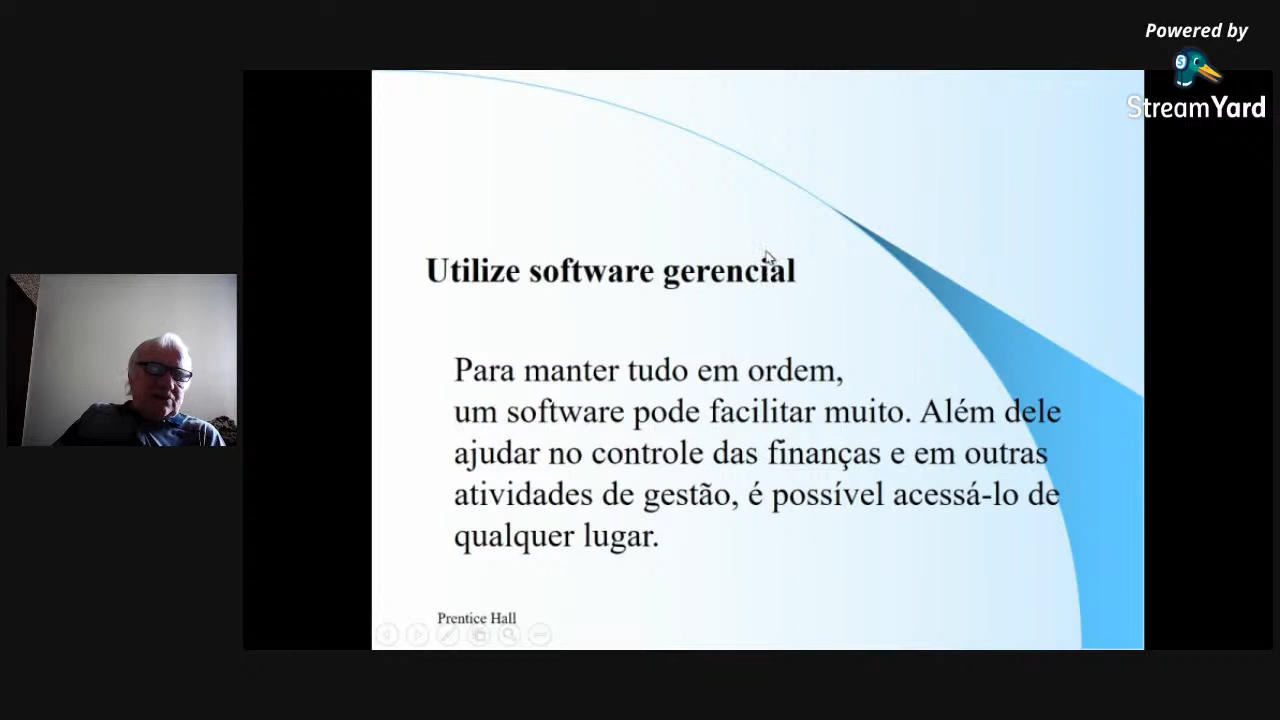 Powered by
StreamYard
Utilize software gerencial
Para manter tudo em ordem,
um software pode facilitar muito. Além dele
ajudar no controle das finanças e em outras
atividades de gestão, é possível acessá-lo de
qualquer lugar.
Prentice Hall